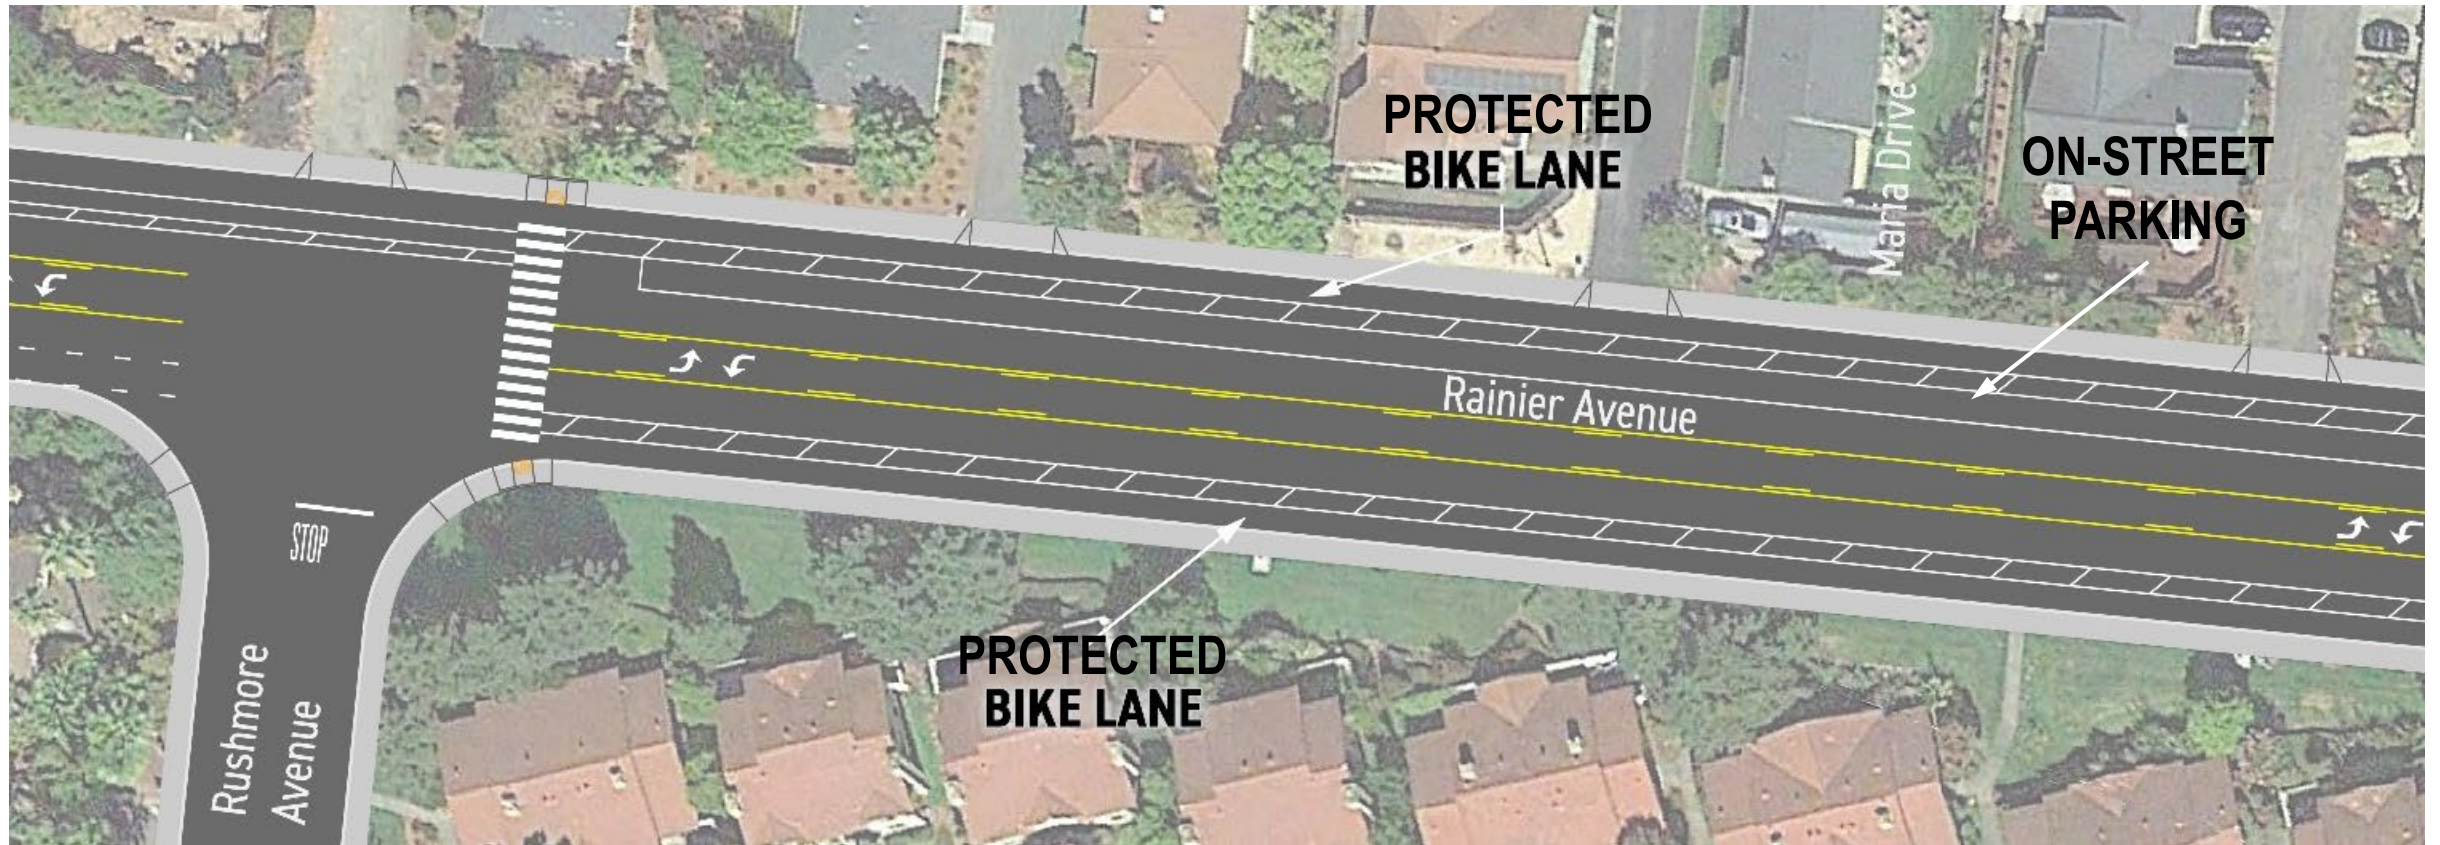 PROTECTED
BIKE LANE
Maria Drive
ON-STREET
PARKING
Rainier Avenue
STOP
PROTECTED
BIKE LANE
Rushmore
Avenue